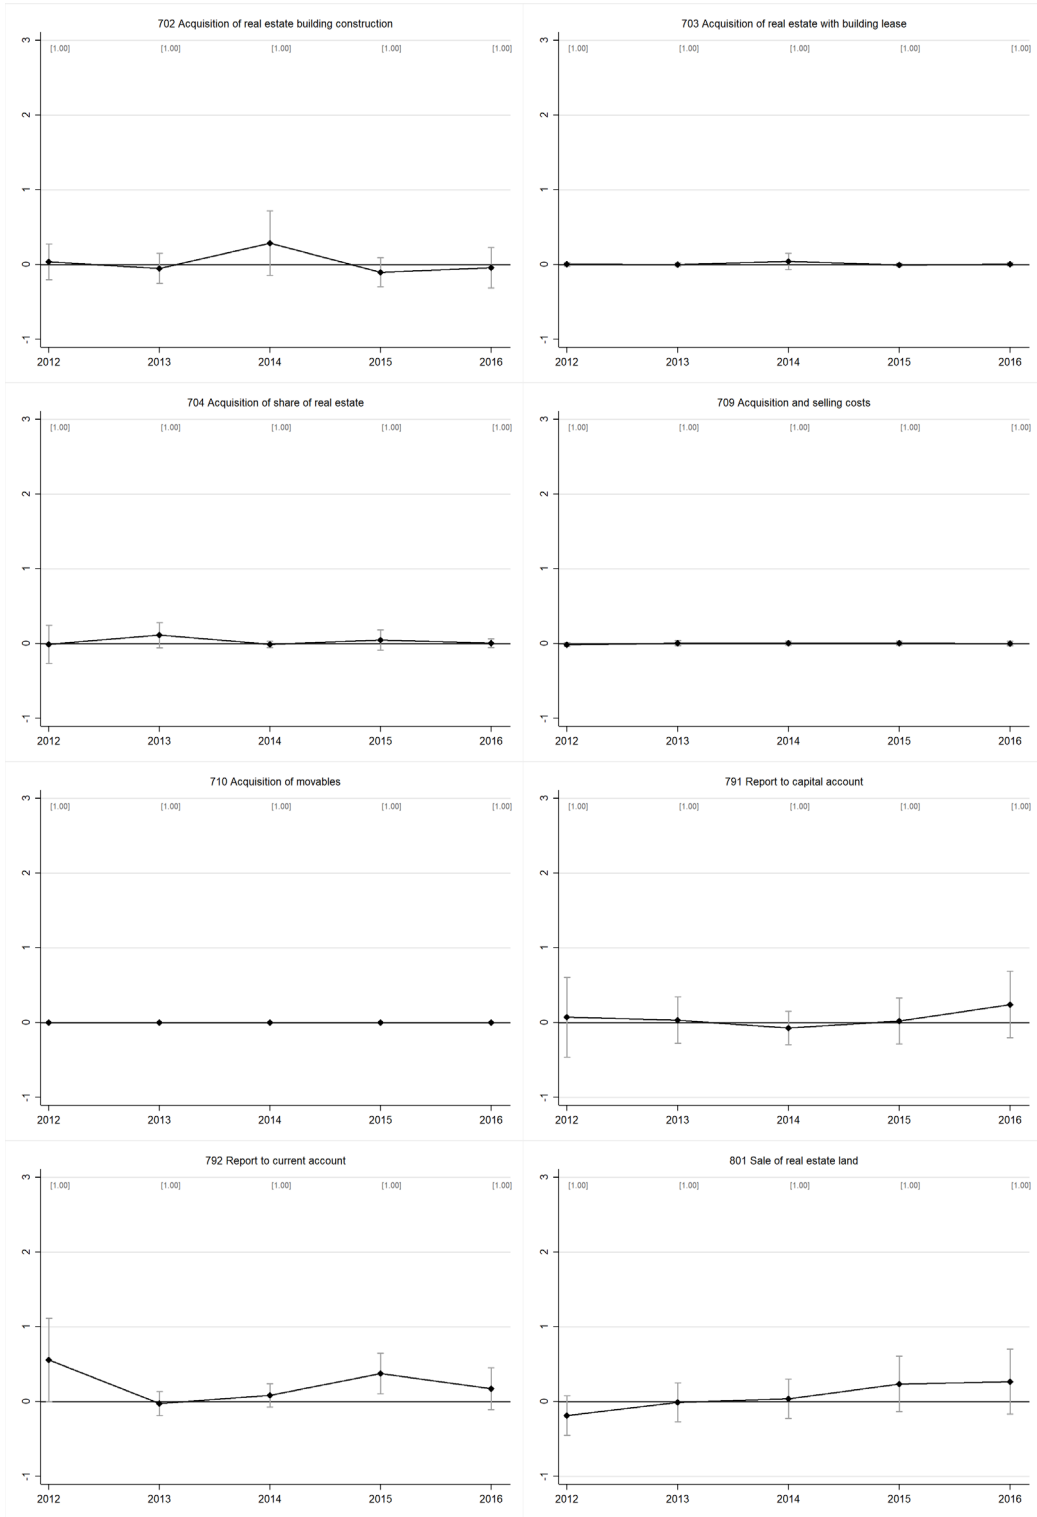 702 Acquisition of real estate building construction
3
[1.00] [1.00] [1.00] [1.00] [1.00]
2
1
0
-1
2012 2013 2014 2015 2016
703 Acquisition of real estate with building lease
3
[1.00] [1.00] [1.00] [1.00] [1.00]
2
1
0
-1
2012 2013 2014 2015 2016
704 Acquisition of share of real estate
3
[1.00] [1.00] [1.00] [1.00] [1.00]
2
1
0
-1
2012 2013 2014 2015 2016
709 Acquisition and selling costs
3
[1.00] [1.00] [1.00] [1.00] [1.00]
2
1
0
-1
2012 2013 2014 2015 2016
710 Acquisition of movables
3
[1.00] [1.00] [1.00] [1.00] [1.00]
2
1
0
-1
2012 2013 2014 2015 2016
791 Report to capital account
3
[1.00] [1.00] [1.00] [1.00] [1.00]
2
1
0
-1
2012 2013 2014 2015 2016
792 Report to current account
3
[1.00] [1.00] [1.00] [1.00] [1.00]
2
1
0
-1
2012 2013 2014 2015 2016
801 Sale of real estate land
3
[1.00] [1.00] [1.00] [1.00] [1.00]
2
1
0
-1
2012 2013 2014 2015 2016